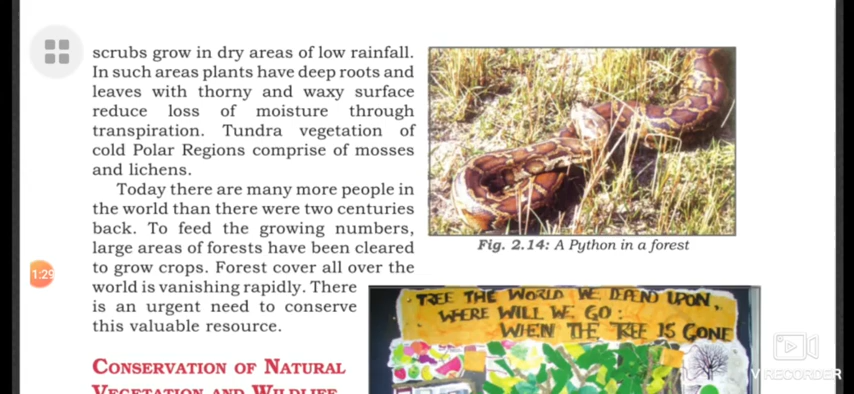 scrubs grow in dry areas of low rainfall.
In such areas plants have deep roots and
leaves with thorny and waxy surface
reduce loss of moisture through
transpiration. Tundra vegetation of
cold Polar Regions comprise of mosses
and lichens.
Today there are many more people in
the world than there were two centuries
back. To feed the growing numbers,
large areas of forests have been cleared
to grow crops. Forest cover all over the
world is vanishing rapidly. There
is an urgent need to conserve
this valuable resource.
CONSERVATION OF NATURAL
VEGETATION AND WILDLIFE
Fig. 2.14: A Python in a forest
TREE THE WORLD WE DEPEND UPON,
WHERE WILL WE GO:
WHEN THE TREE IS GONE
1:29
V RECORDER